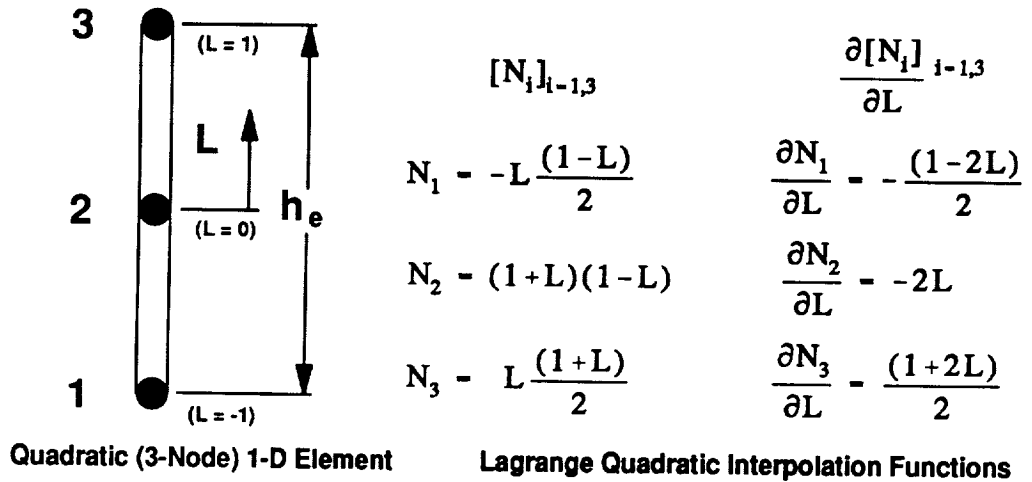 3
(L = 1)
L
2
(L = 0)
h_e
1
(L = -1)
Quadratic (3-Node) 1-D Element
[N_i]_{i-1,3}
∂[N_i]/∂L _{i-1,3}
N_1 - -L (1-L)/2
∂N_1/∂L - -(1-2L)/2
N_2 - (1+L)(1-L)
∂N_2/∂L - -2L
N_3 - L (1+L)/2
∂N_3/∂L - (1+2L)/2
Lagrange Quadratic Interpolation Functions